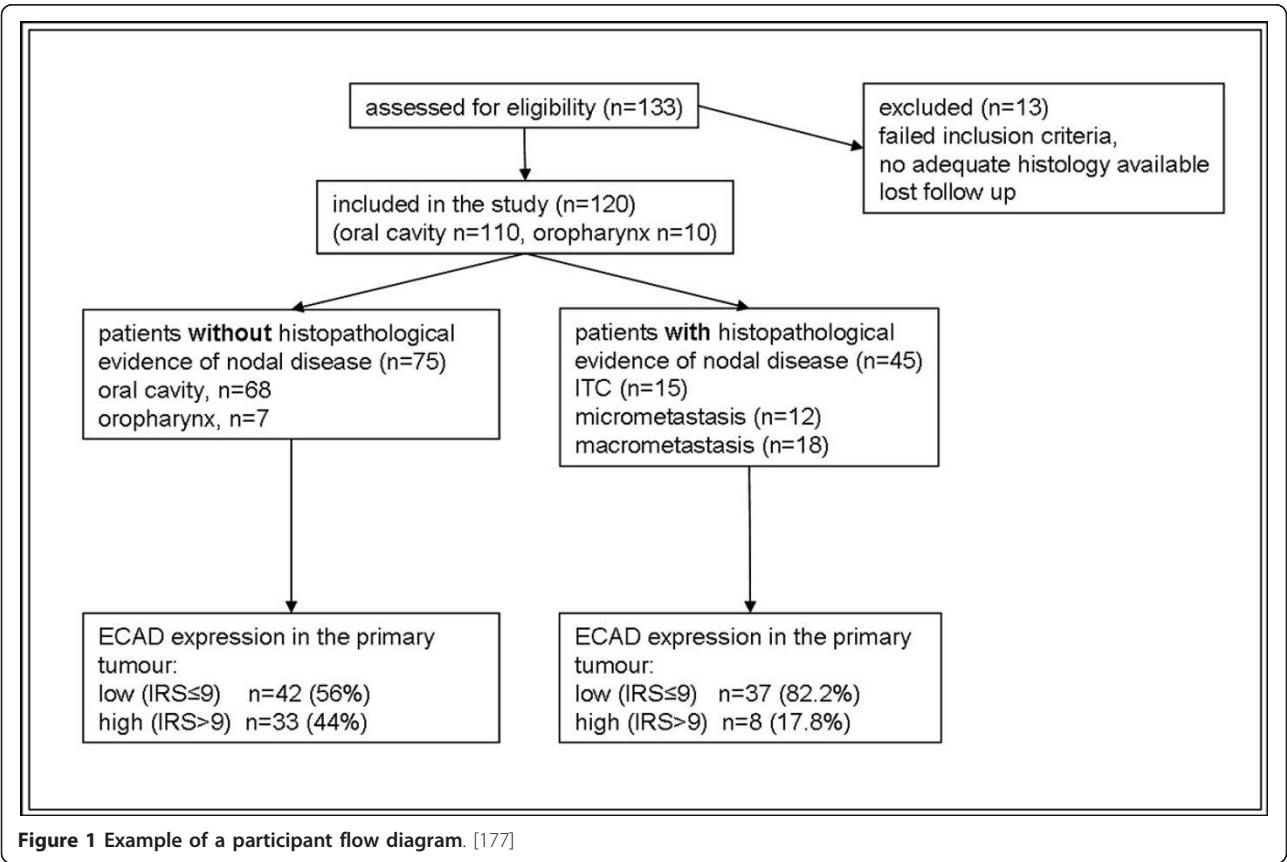 assessed for eligibility (n=133)
excluded (n=13)
failed inclusion criteria,
no adequate histology available
lost follow up
included in the study (n=120)
(oral cavity n=110, oropharynx n=10)
patients without histopathological
evidence of nodal disease (n=75)
oral cavity, n=68
oropharynx, n=7
patients with histopathological
evidence of nodal disease (n=45)
ITC (n=15)
micrometastasis (n=12)
macrometastasis (n=18)
ECAD expression in the primary
tumour:
low (IRS≤9) n=42 (56%)
high (IRS>9) n=33 (44%)
ECAD expression in the primary
tumour:
low (IRS≤9) n=37 (82.2%)
high (IRS>9) n=8 (17.8%)
Figure 1 Example of a participant flow diagram. [177]